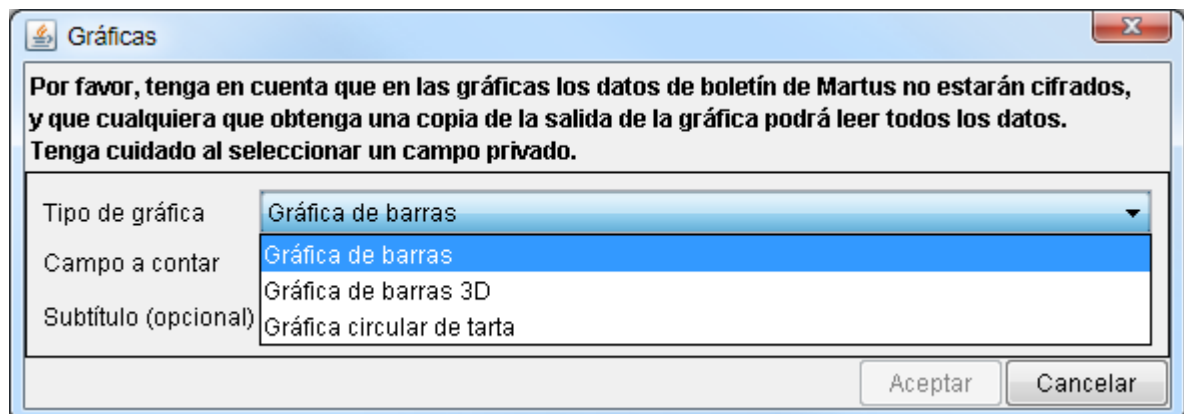 Gráficas
Por favor, tenga en cuenta que en las gráficas los datos de boletín de Martus no estarán cifrados,
y que cualquiera que obtenga una copia de la salida de la gráfica podrá leer todos los datos.
Tenga cuidado al seleccionar un campo privado.
Tipo de gráfica Gráfica de barras
Campo a contar Gráfica de barras
Gráfica de barras 3D
Subtítulo (opcional) Gráfica circular de tarta
Aceptar Cancelar